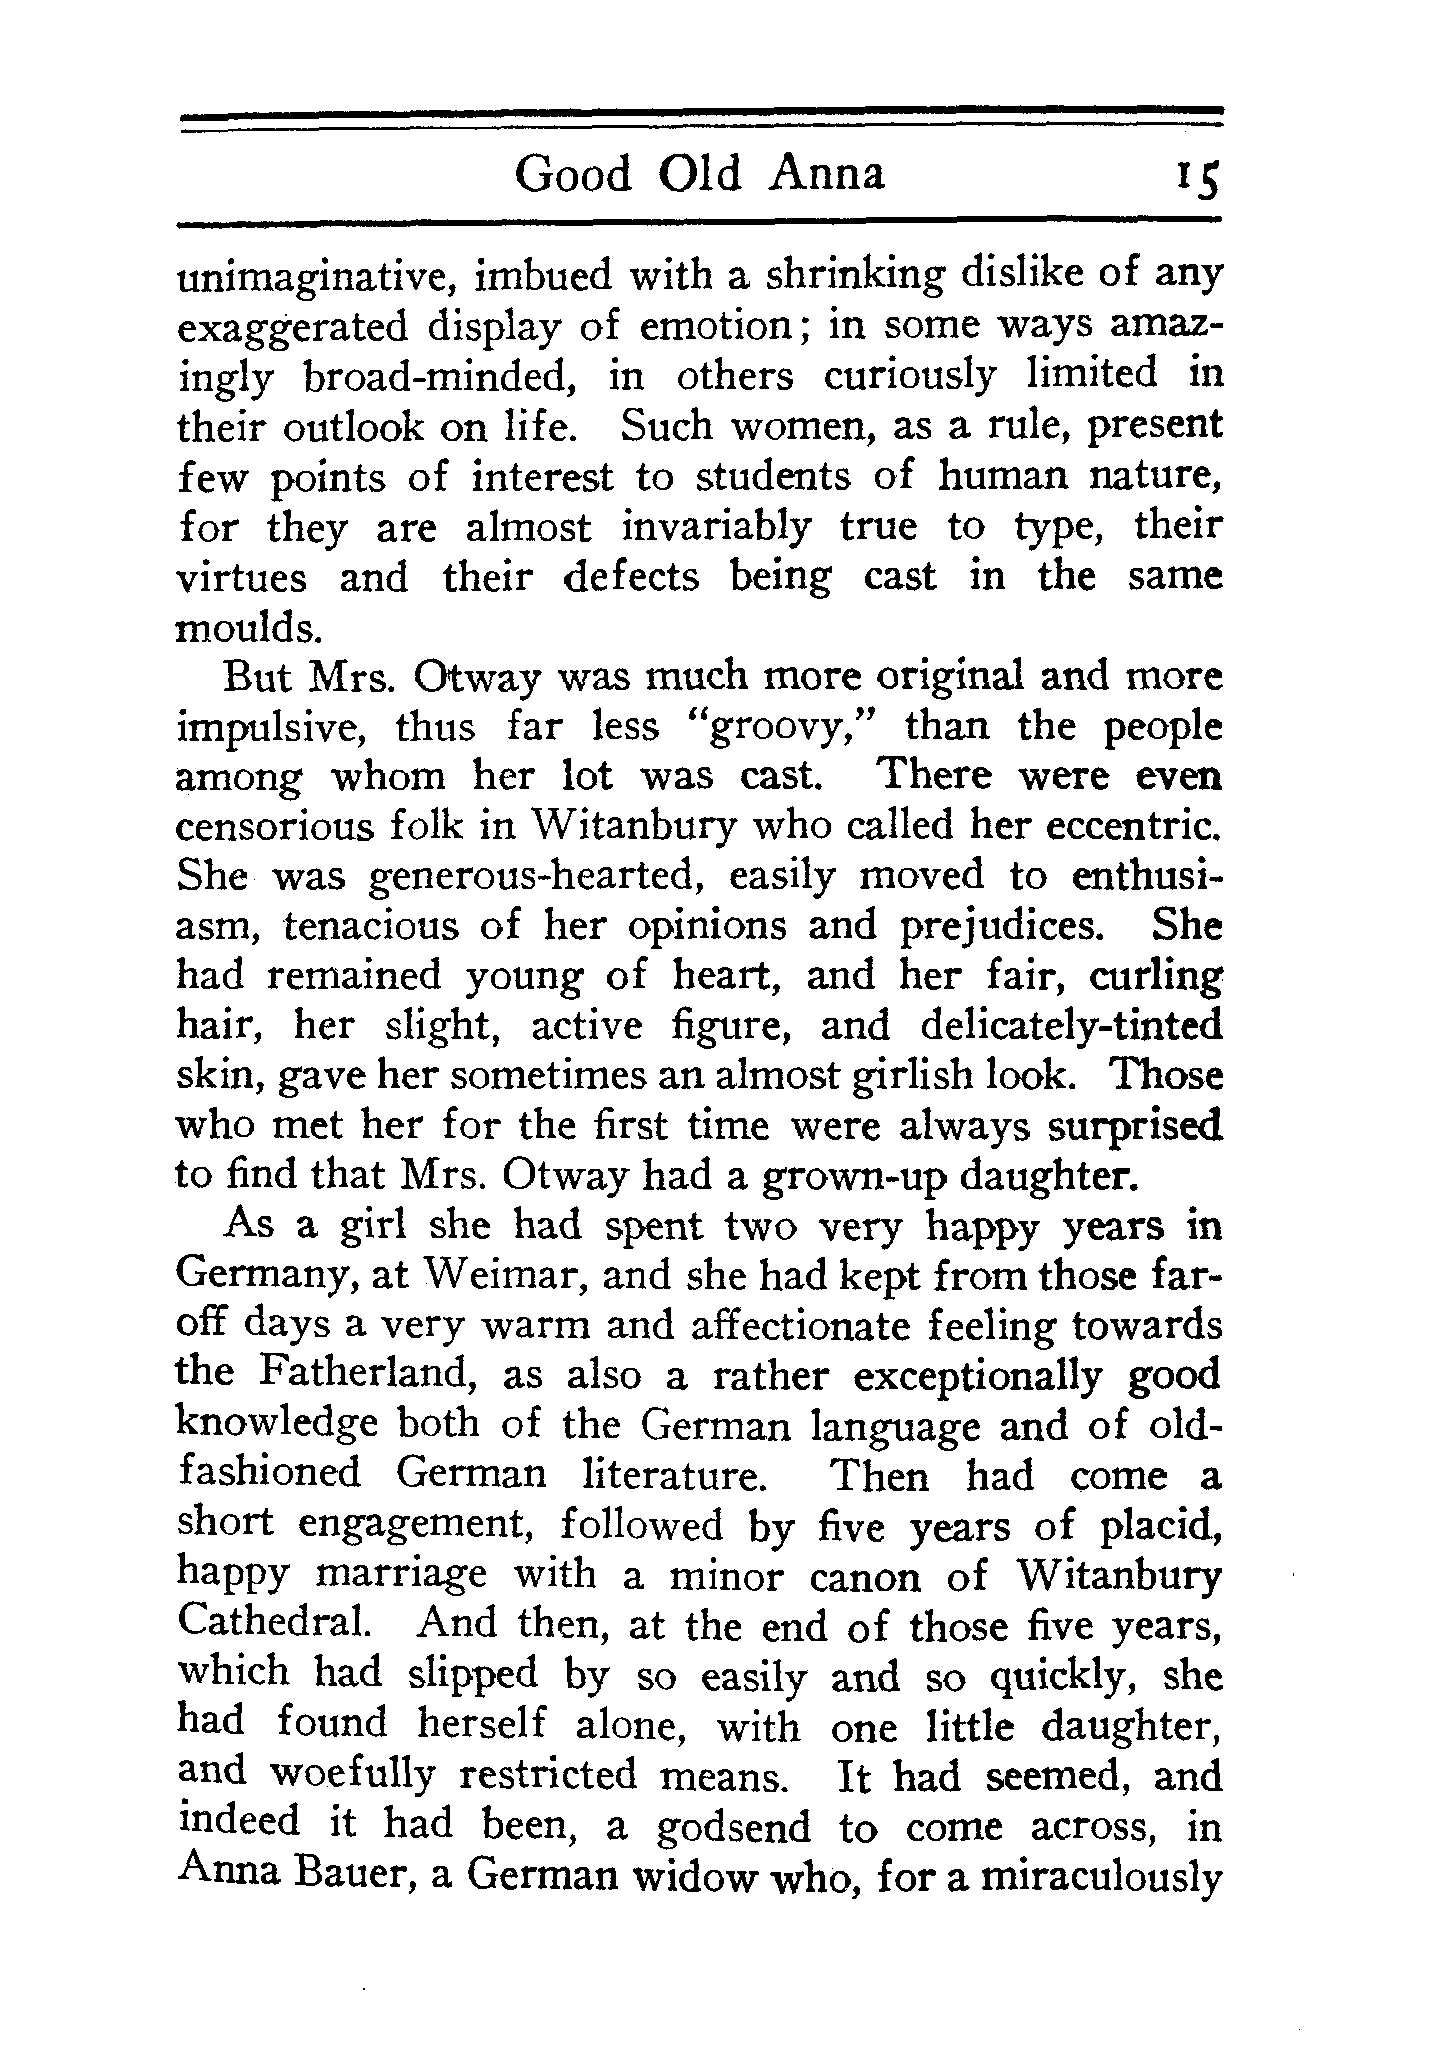 Good Old Anna 15
unimaginative, imbued with a shrinking dislike of any
exaggerated display of emotion; in some ways amaz-
ingly broad-minded, in others curiously limited in
their outlook on life. Such women, as a rule, present
few points of interest to students of human nature,
for they are almost invariably true to type, their
virtues and their defects being cast in the same
moulds.
But Mrs. Otway was much more original and more
impulsive, thus far less "groovy," than the people
among whom her lot was cast. There were even
censorious folk in Witanbury who called her eccentric.
She was generous-hearted, easily moved to enthusi-
asm, tenacious of her opinions and prejudices. She
had remained young of heart, and her fair, curling
hair, her slight, active figure, and delicately-tinted
skin, gave her sometimes an almost girlish look. Those
who met her for the first time were always surprised
to find that Mrs. Otway had a grown-up daughter.
As a girl she had spent two very happy years in
Germany, at Weimar, and she had kept from those far-
off days a very warm and affectionate feeling towards
the Fatherland, as also a rather exceptionally good
knowledge both of the German language and of old-
fashioned German literature. Then had come a
short engagement, followed by five years of placid,
happy marriage with a minor canon of Witanbury
Cathedral. And then, at the end of those five years,
which had slipped by so easily and so quickly, she
had found herself alone, with one little daughter,
and woefully restricted means. It had seemed, and
indeed it had been, a godsend to come across, in
Anna Bauer, a German widow who, for a miraculously